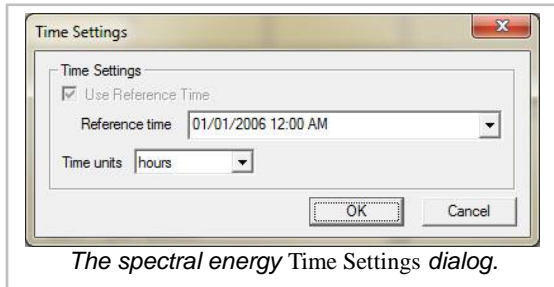 Time Settings
Time Settings
Use Reference Time
Reference time 01/01/2006 12:00 AM
Time units hours
OK Cancel
The spectral energy Time Settings dialog.